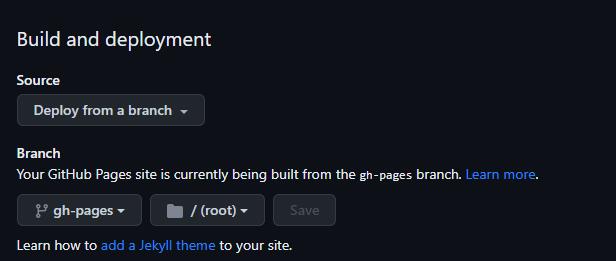 Build and deployment
Source
Deploy from a branch
Branch
Your GitHub Pages site is currently being built from the gh-pages branch. Learn more.
gh-pages / (root) Save
Learn how to add a Jekyll theme to your site.